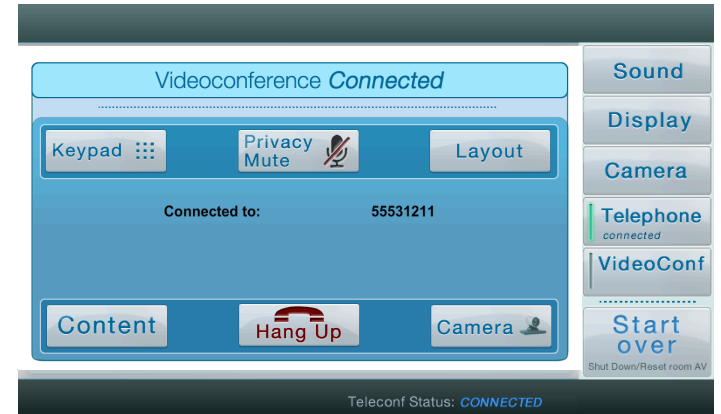 Videoconference Connected
Keypad
Privacy
Mute
Layout
Connected to: 55531211
Content
Hang Up
Camera
Sound
Display
Camera
Telephone
connected
VideoConf
Start
over
Shut Down/Reset room AV
Teleconf Status: CONNECTED